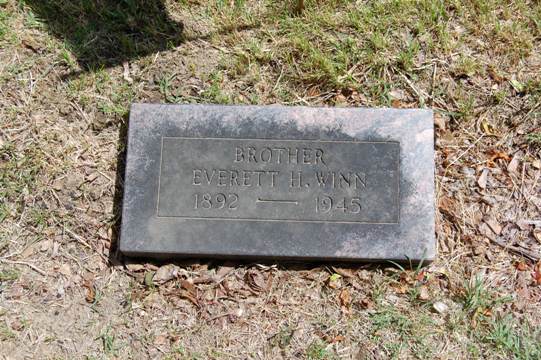 BROTHER
EVERETT H. WINN
1892 — 1945